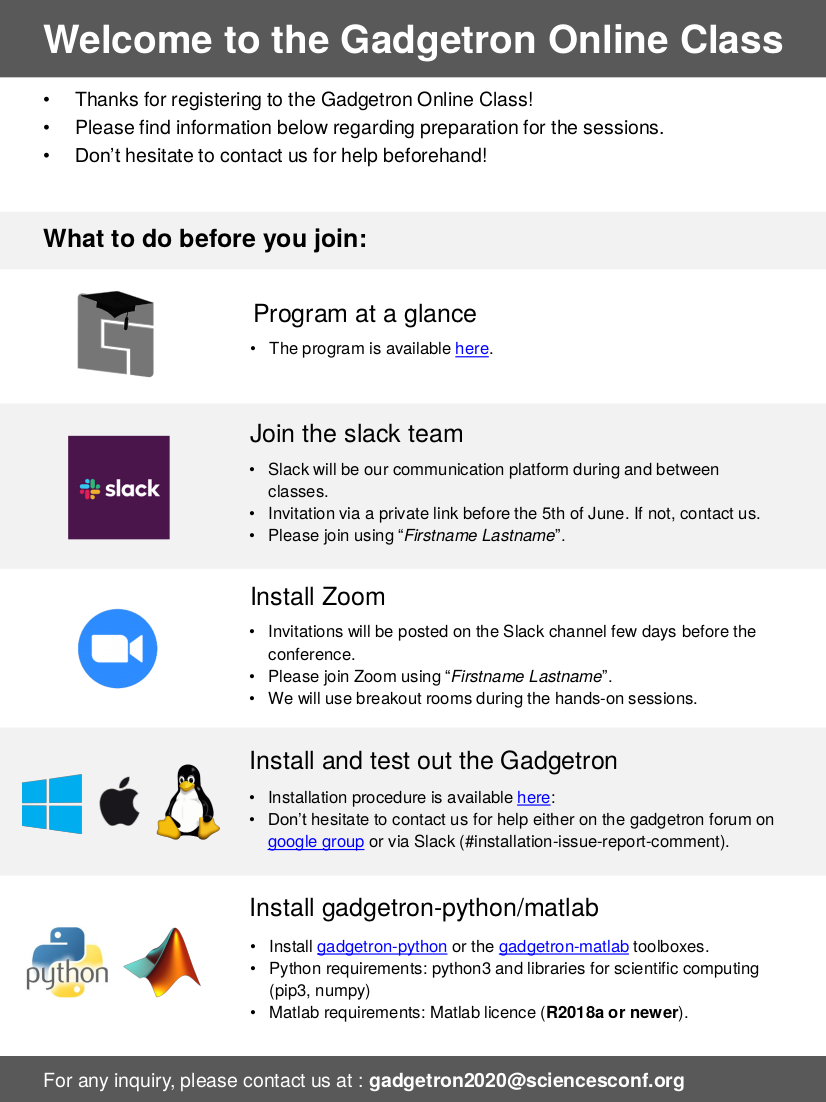 Welcome to the Gadgetron Online Class
• Thanks for registering to the Gadgetron Online Class!
• Please find information below regarding preparation for the sessions.
• Don’t hesitate to contact us for help beforehand!
What to do before you join:
Program at a glance
• The program is available here.
slack
Join the slack team
• Slack will be our communication platform during and between
classes.
• Invitation via a private link before the 5th of June. If not, contact us.
• Please join using “Firstname Lastname”.
Install Zoom
• Invitations will be posted on the Slack channel few days before the
conference.
• Please join Zoom using “Firstname Lastname”.
• We will use breakout rooms during the hands-on sessions.
Install and test out the Gadgetron
• Installation procedure is available here:
• Don’t hesitate to contact us for help either on the gadgetron forum on
google group or via Slack (#installation-issue-report-comment).
python
Install gadgetron-python/matlab
• Install gadgetron-python or the gadgetron-matlab toolboxes.
• Python requirements: python3 and libraries for scientific computing
(pip3, numpy)
• Matlab requirements: Matlab licence (R2018a or newer).
For any inquiry, please contact us at : gadgetron2020@sciencesconf.org